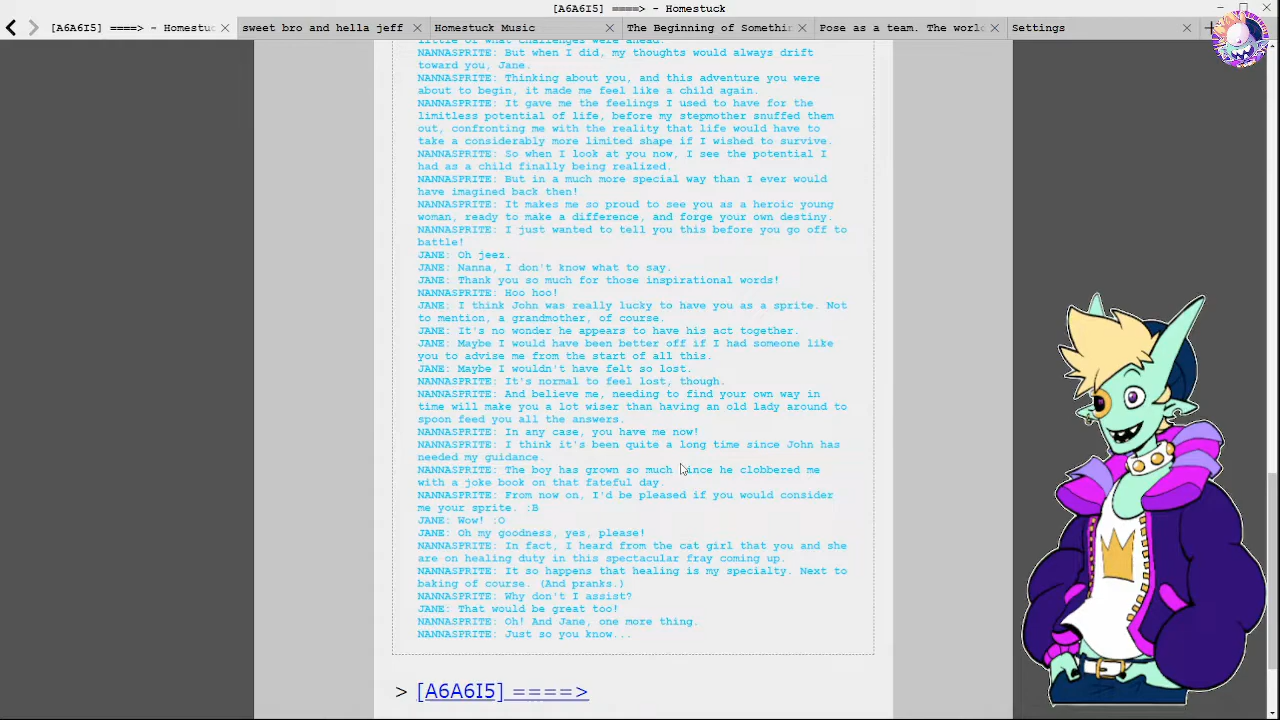 [A6A6I5] ====> - Homestuck
[A6A6I5] ====> - Homestuc
sweet bro and hella jeff
Homestuck Music
The Beginning of Somethi
Pose as a team. The worl
Settings
little of what challenges were ahead.
NANNASPRITE: But when I did, my thoughts would always drift
toward you, Jane.
NANNASPRITE: Thinking about you, and this adventure you were
about to begin, it made me feel like a child again.
NANNASPRITE: It gave me the feelings I used to have for the
limitless potential of life, before my stepmother snuffed them
out, confronting me with the reality that life would have to
take a considerably more limited shape if I wished to survive.
NANNASPRITE: So when I look at you now, I see the potential I
had as a child finally being realized.
NANNASPRITE: But in a much more special way than I ever would
have imagined back then!
NANNASPRITE: It makes me so proud to see you as a heroic young
woman, ready to make a difference, and forge your own destiny.
NANNASPRITE: I just wanted to tell you this before you go off to
battle!
JANE: Oh jeez.
JANE: Nanna, I don't know what to say.
JANE: Thank you so much for those inspirational words!
NANNASPRITE: Hoo hoo!
JANE: I think John was really lucky to have you as a sprite. Not
to mention, a grandmother, of course.
JANE: It's no wonder he appears to have his act together.
JANE: Maybe I would have been better off if I had someone like
you to advise me from the start of all this.
JANE: Maybe I wouldn't have felt so lost.
NANNASPRITE: It's normal to feel lost, though.
NANNASPRITE: And believe me, needing to find your own way in
time will make you a lot wiser than having an old lady around to
spoon feed you all the answers.
NANNASPRITE: In any case, you have me now!
NANNASPRITE: I think it's been quite a long time since John has
needed my guidance.
NANNASPRITE: The boy has grown so much since he clobbered me
with a joke book on that fateful day.
NANNASPRITE: From now on, I'd be pleased if you would consider
me your sprite. :B
JANE: Wow! :O
JANE: Oh my goodness, yes, please!
NANNASPRITE: In fact, I heard from the cat girl that you and she
are on healing duty in this spectacular fray coming up.
NANNASPRITE: It so happens that healing is my specialty. Next to
baking of course. (And pranks.)
NANNASPRITE: Why don't I assist?
JANE: That would be great too!
NANNASPRITE: Oh! And Jane, one more thing.
NANNASPRITE: Just so you know...
> [A6A6I5] ====>